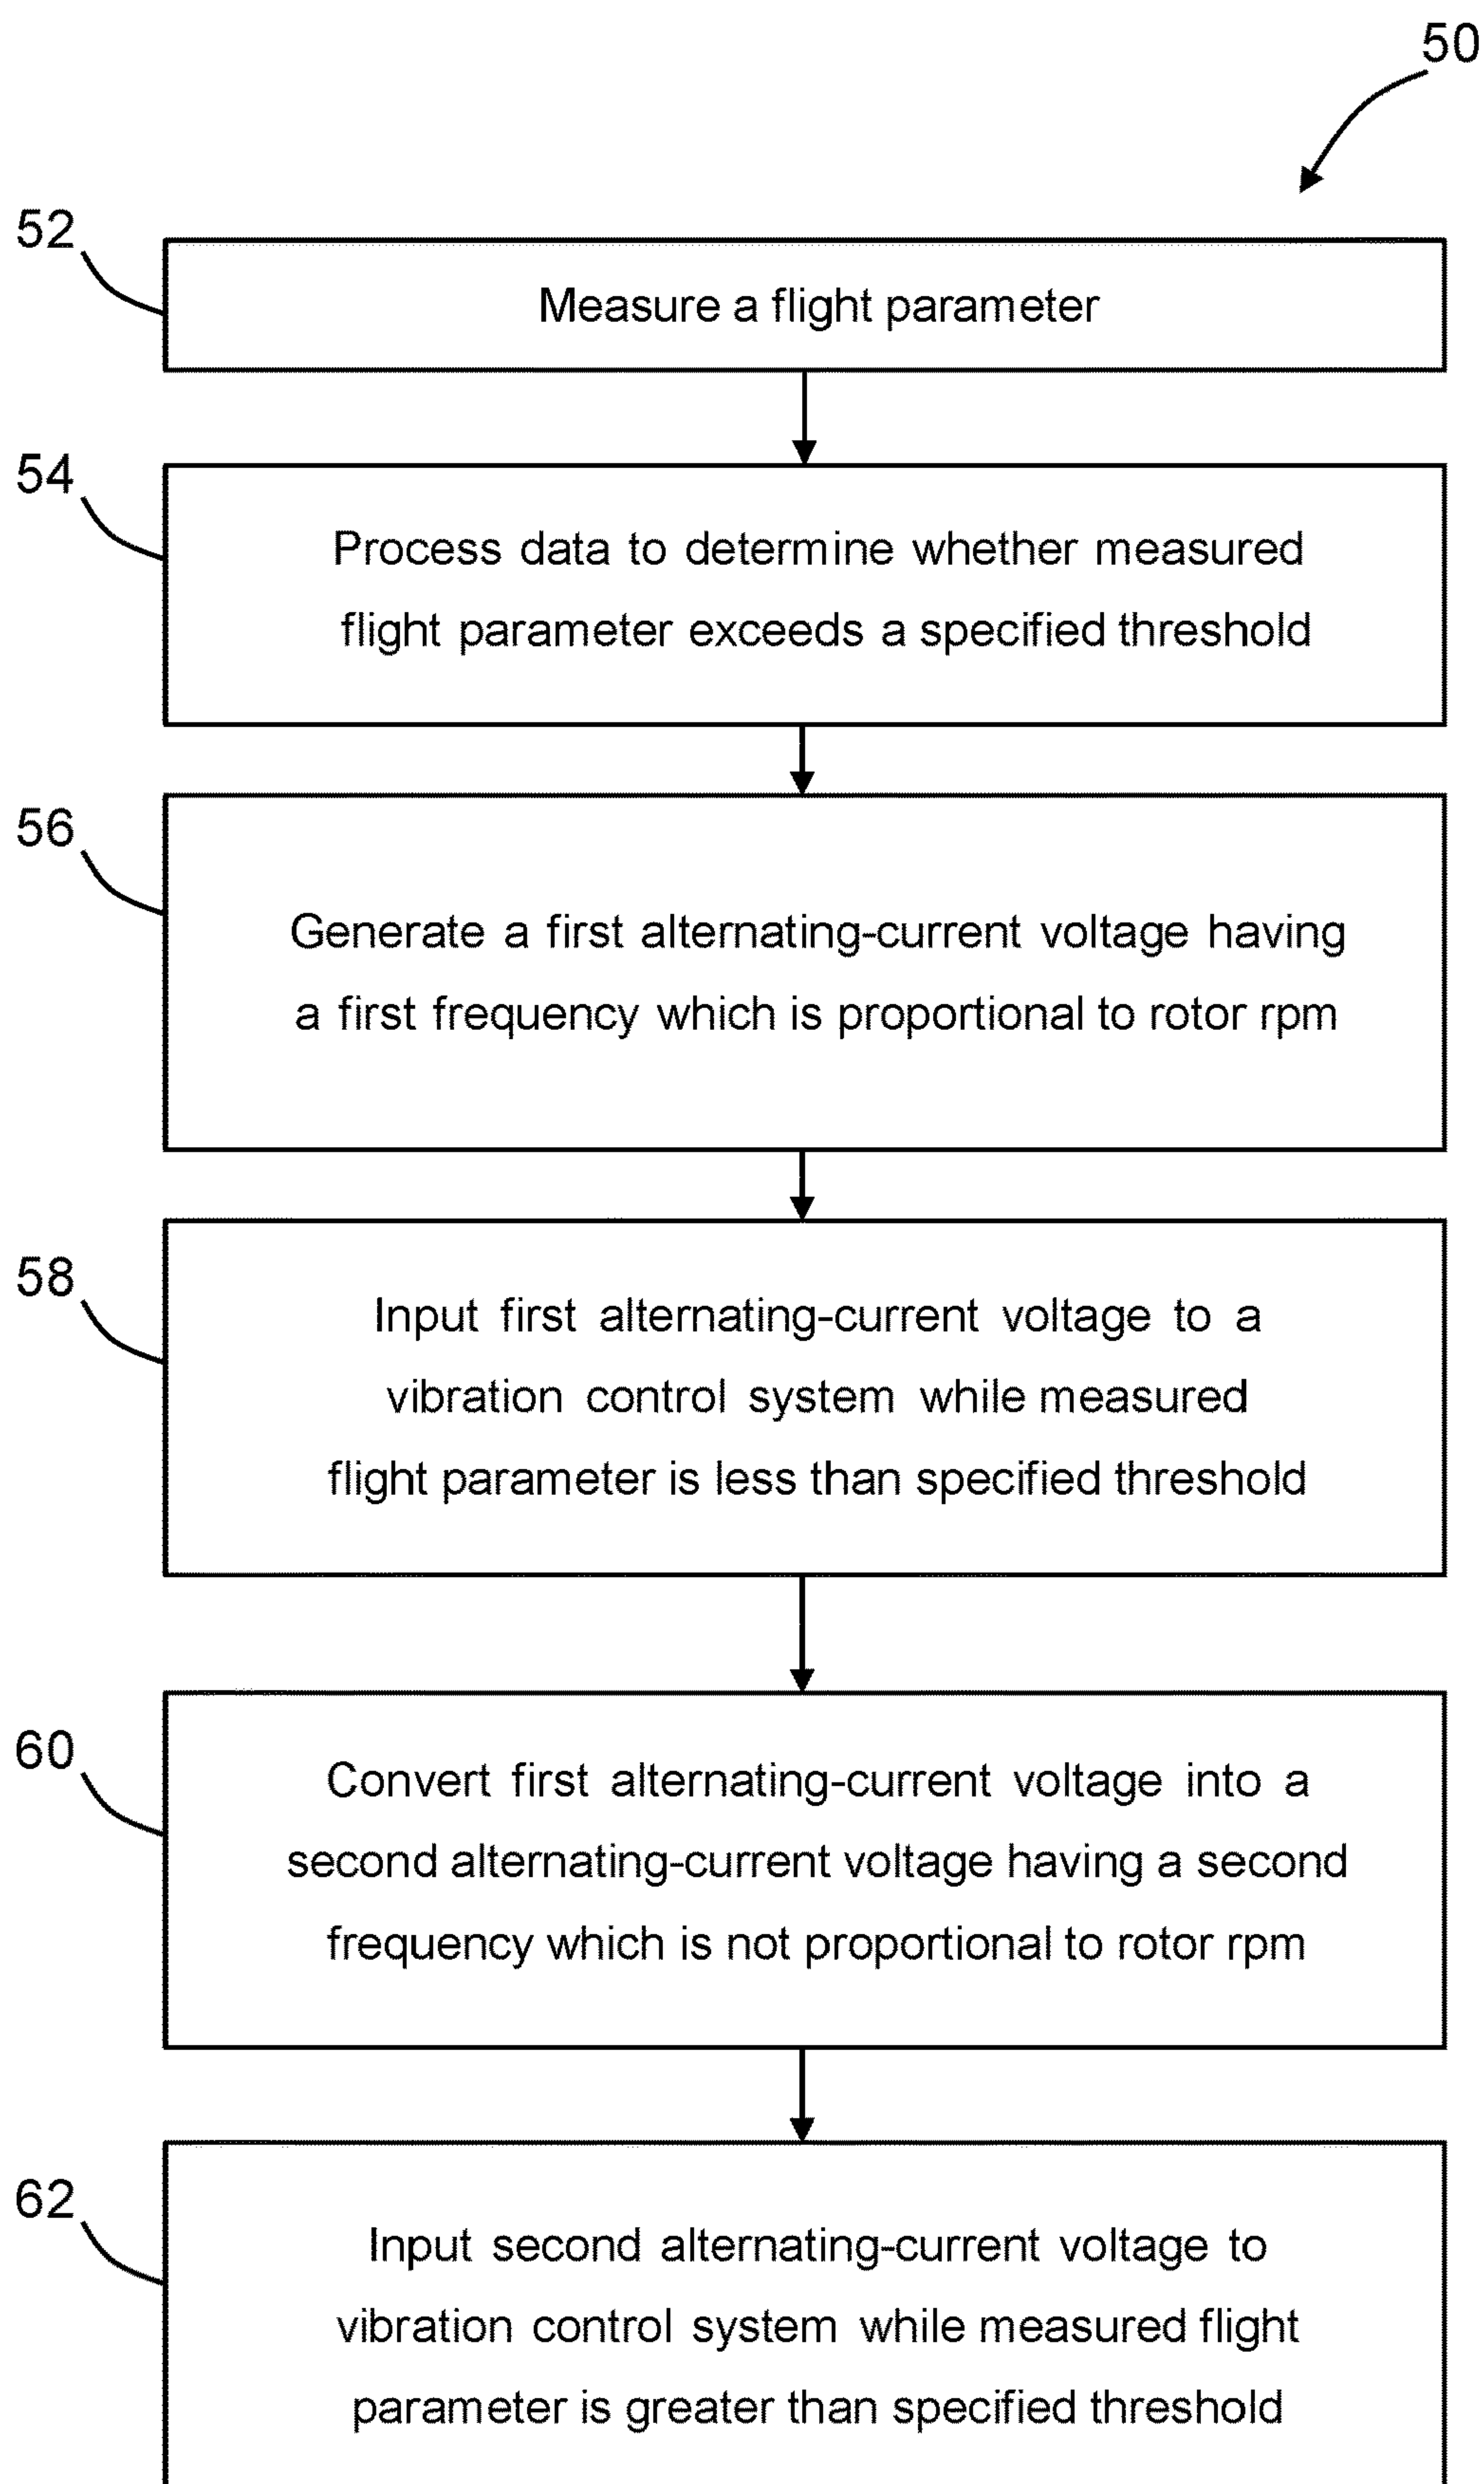 50
52
Measure a flight parameter
54
Process data to determine whether measured
flight parameter exceeds a specified threshold
56
Generate a first alternating-current voltage having
a first frequency which is proportional to rotor rpm
58
Input first alternating-current voltage to a
vibration control system while measured
flight parameter is less than specified threshold
60
Convert first alternating-current voltage into a
second alternating-current voltage having a second
frequency which is not proportional to rotor rpm
62
Input second alternating-current voltage to
vibration control system while measured flight
parameter is greater than specified threshold